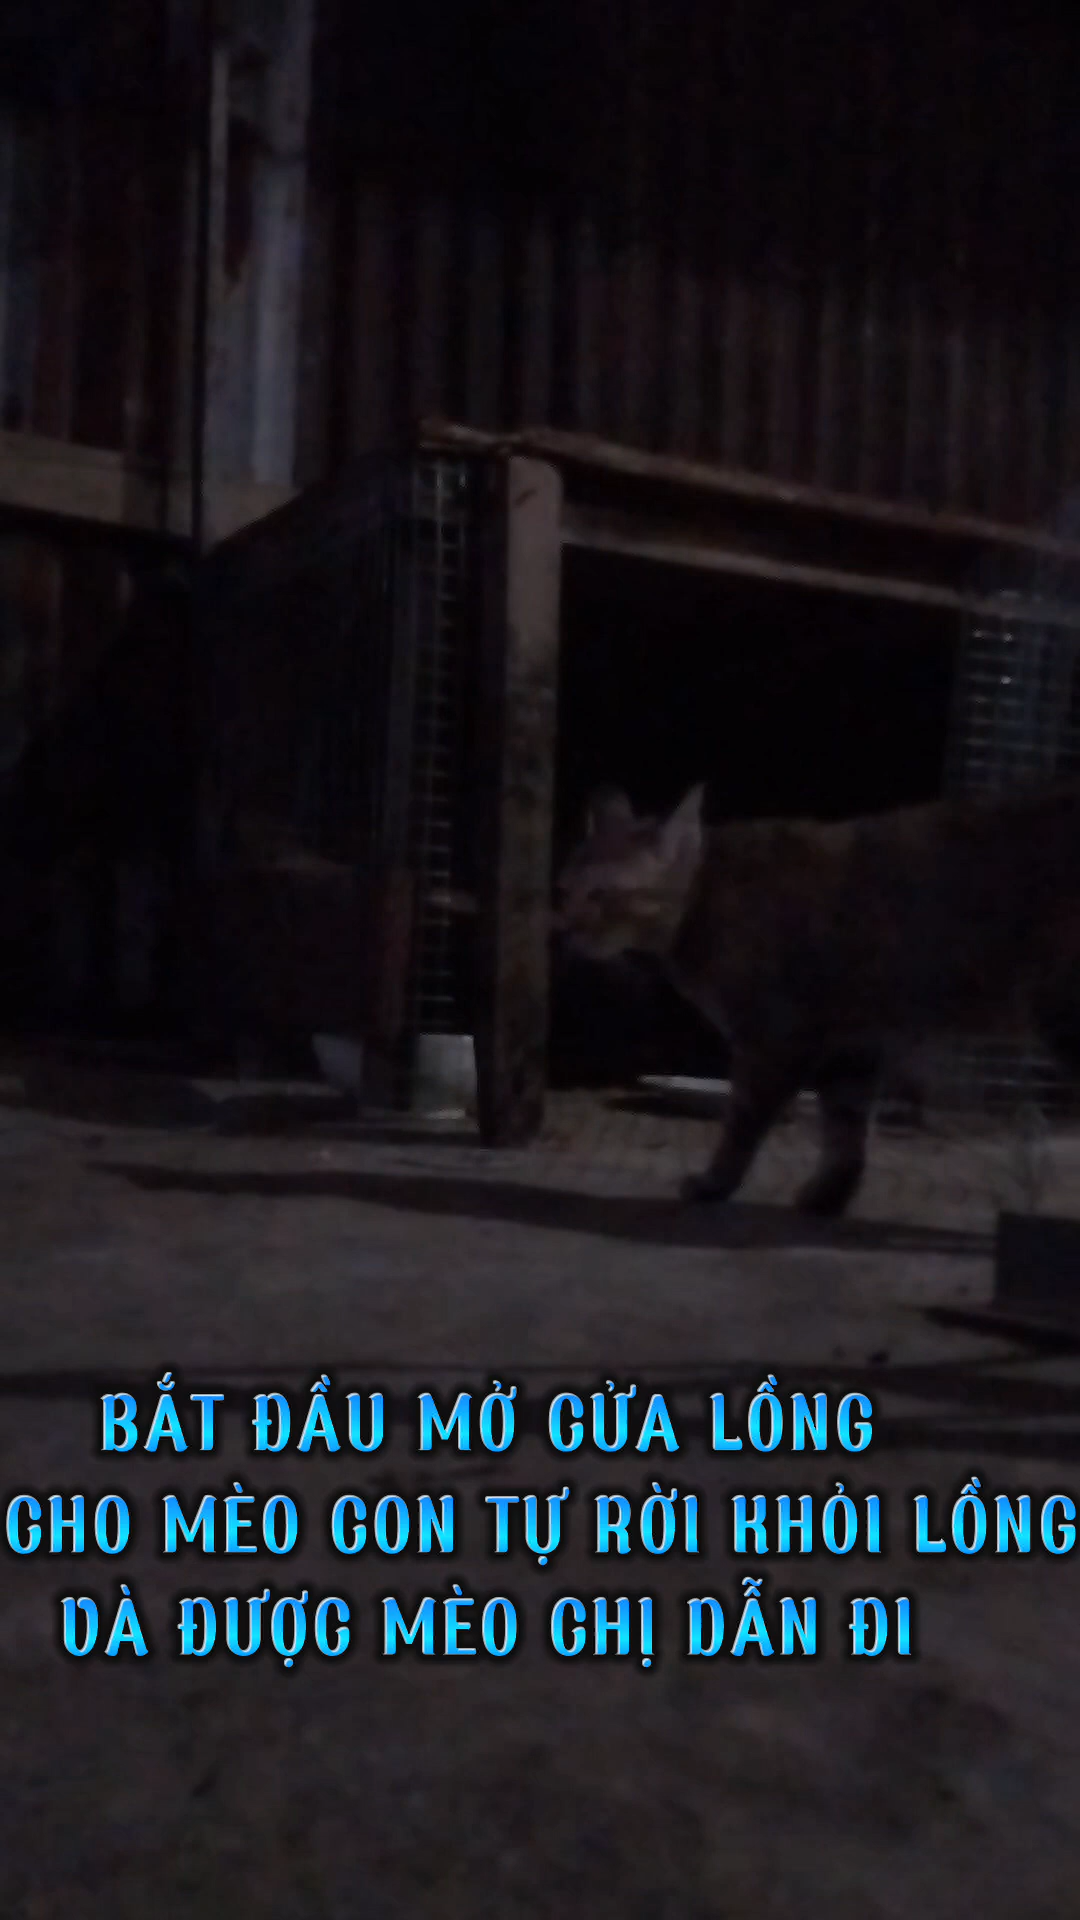 BẮT ĐẦU MỞ CỬA LỒNG
CHO MÈO CON TỰ RỜI KHỎI LỒNG
VÀ ĐƯỢC MÈO CHỊ DẪN ĐI